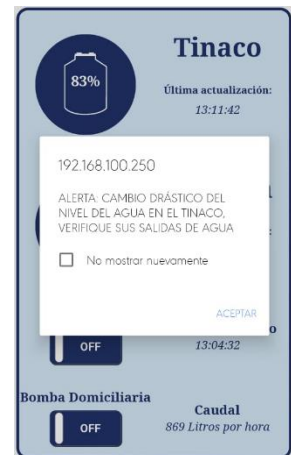 Tinaco
83%
Última actualización:
13:11:42
192.168.100.250
ALERTA: CAMBIO DRÁSTICO DEL
NIVEL DEL AGUA EN EL TINACO,
VERIFIQUE SUS SALIDAS DE AGUA
No mostrar nuevamente
ACEPTAR
OFF
13:04:32
Bomba Domiciliaria
OFF
Caudal
869 Litros por hora